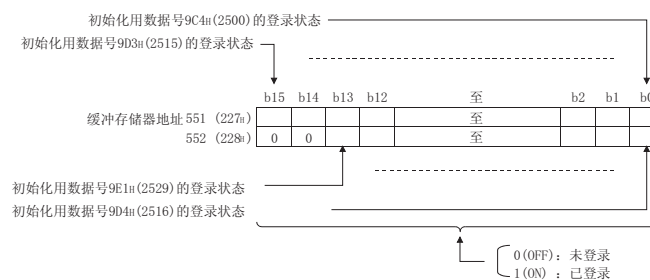 初始化用数据号9C4H(2500)的登录状态
初始化用数据号9D3H(2515)的登录状态
b15 b14 b13 b12 至 b2 b1 b0
缓冲存储器地址 551 (227H) 至
552 (228H) 0 0 至
初始化用数据号9E1H(2529)的登录状态
初始化用数据号9D4H(2516)的登录状态
0(OFF): 未登录
1(ON) : 已登录